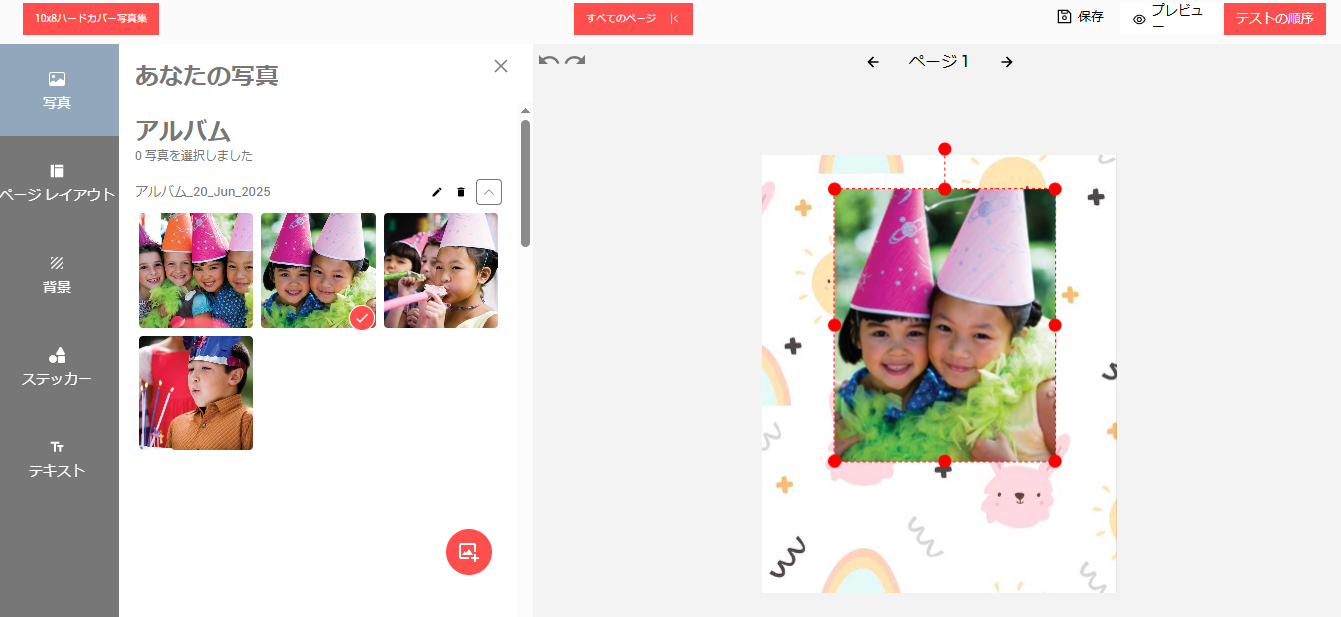 10x8ハードカバー写真集
すべてのページ
保存
プレビュ
ー
テストの順序
写真
ページ レイアウト
背景
ステッカー
テキスト
あなたの写真
アルバム
0 写真を選択しました
アルバム_20_Jun_2025
ページ 1